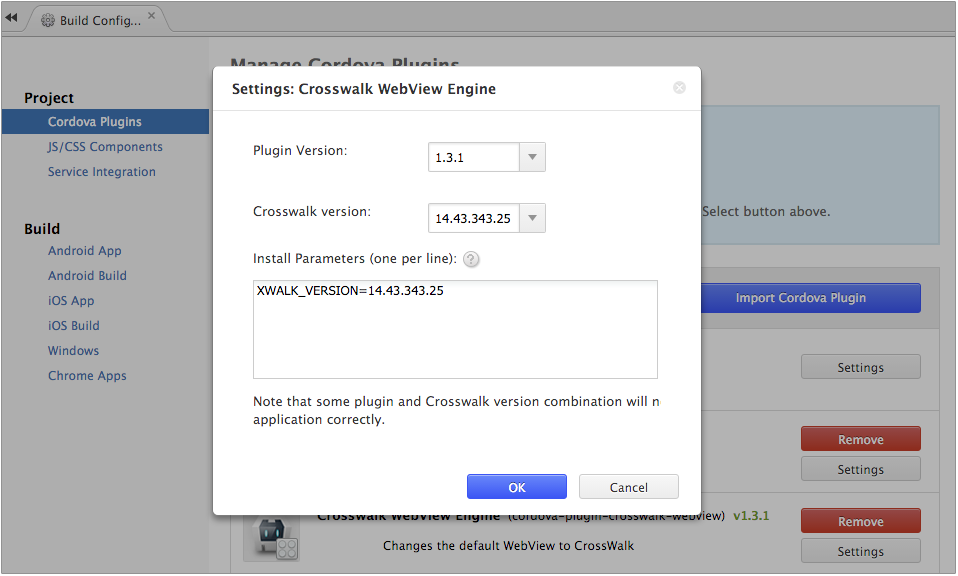 Build Config...
Manage Cordova Plugins
Settings: Crosswalk WebView Engine
Project
Cordova Plugins
JS/CSS Components
Service Integration
Build
Android App
Android Build
iOS App
iOS Build
Windows
Chrome Apps
Plugin Version:
1.3.1
Crosswalk version:
14.43.343.25
Select button above.
Install Parameters (one per line): ?
XWALK_VERSION=14.43.343.25
Import Cordova Plugin
Settings
Note that some plugin and Crosswalk version combination will n
application correctly.
Remove
Settings
OK
Cancel
Crosswalk WebView Engine (cordova-plugin-crosswalk-webview) v1.3.1
Remove
Changes the default WebView to CrossWalk
Settings